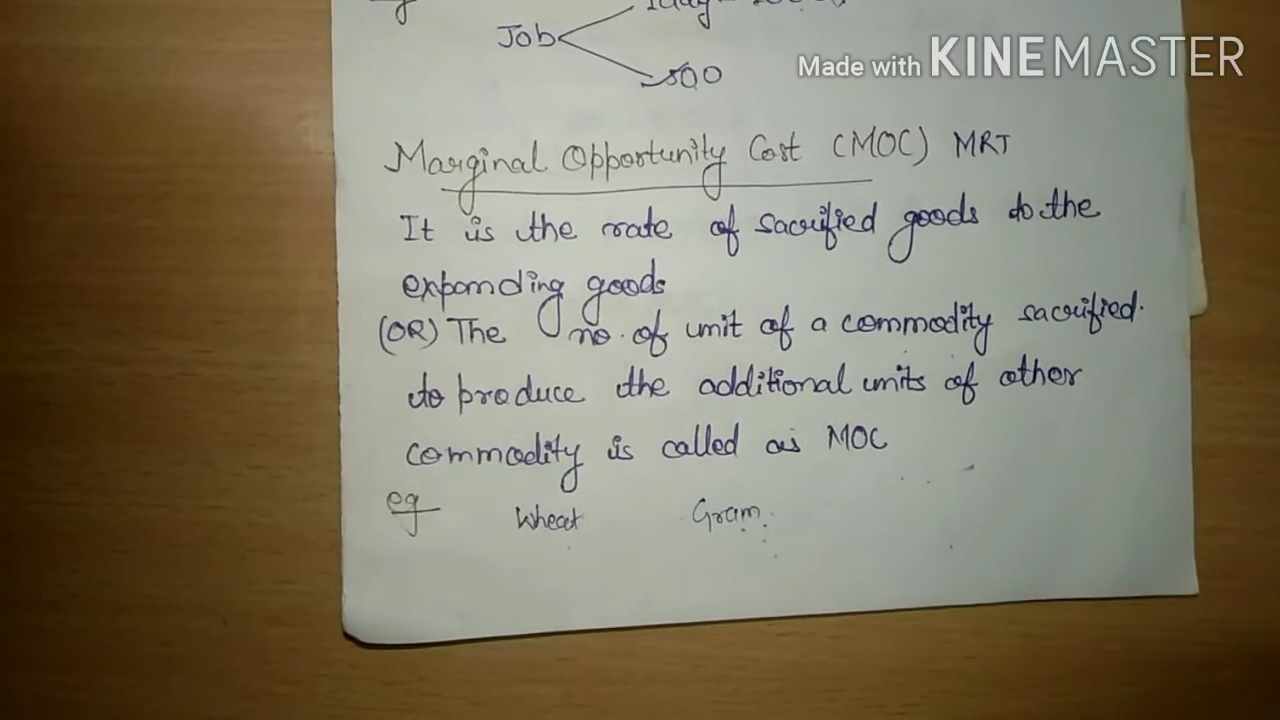 Job
Made with KINEMASTER
500
Marginal Opportunity Cost (MOC) MRT
It is the rate of sacrified goods to the
expanding goods
(OR) The no. of unit of a commodity sacrified.
to produce the additional units of other
commodity is called as MOC
eg Wheat Gram